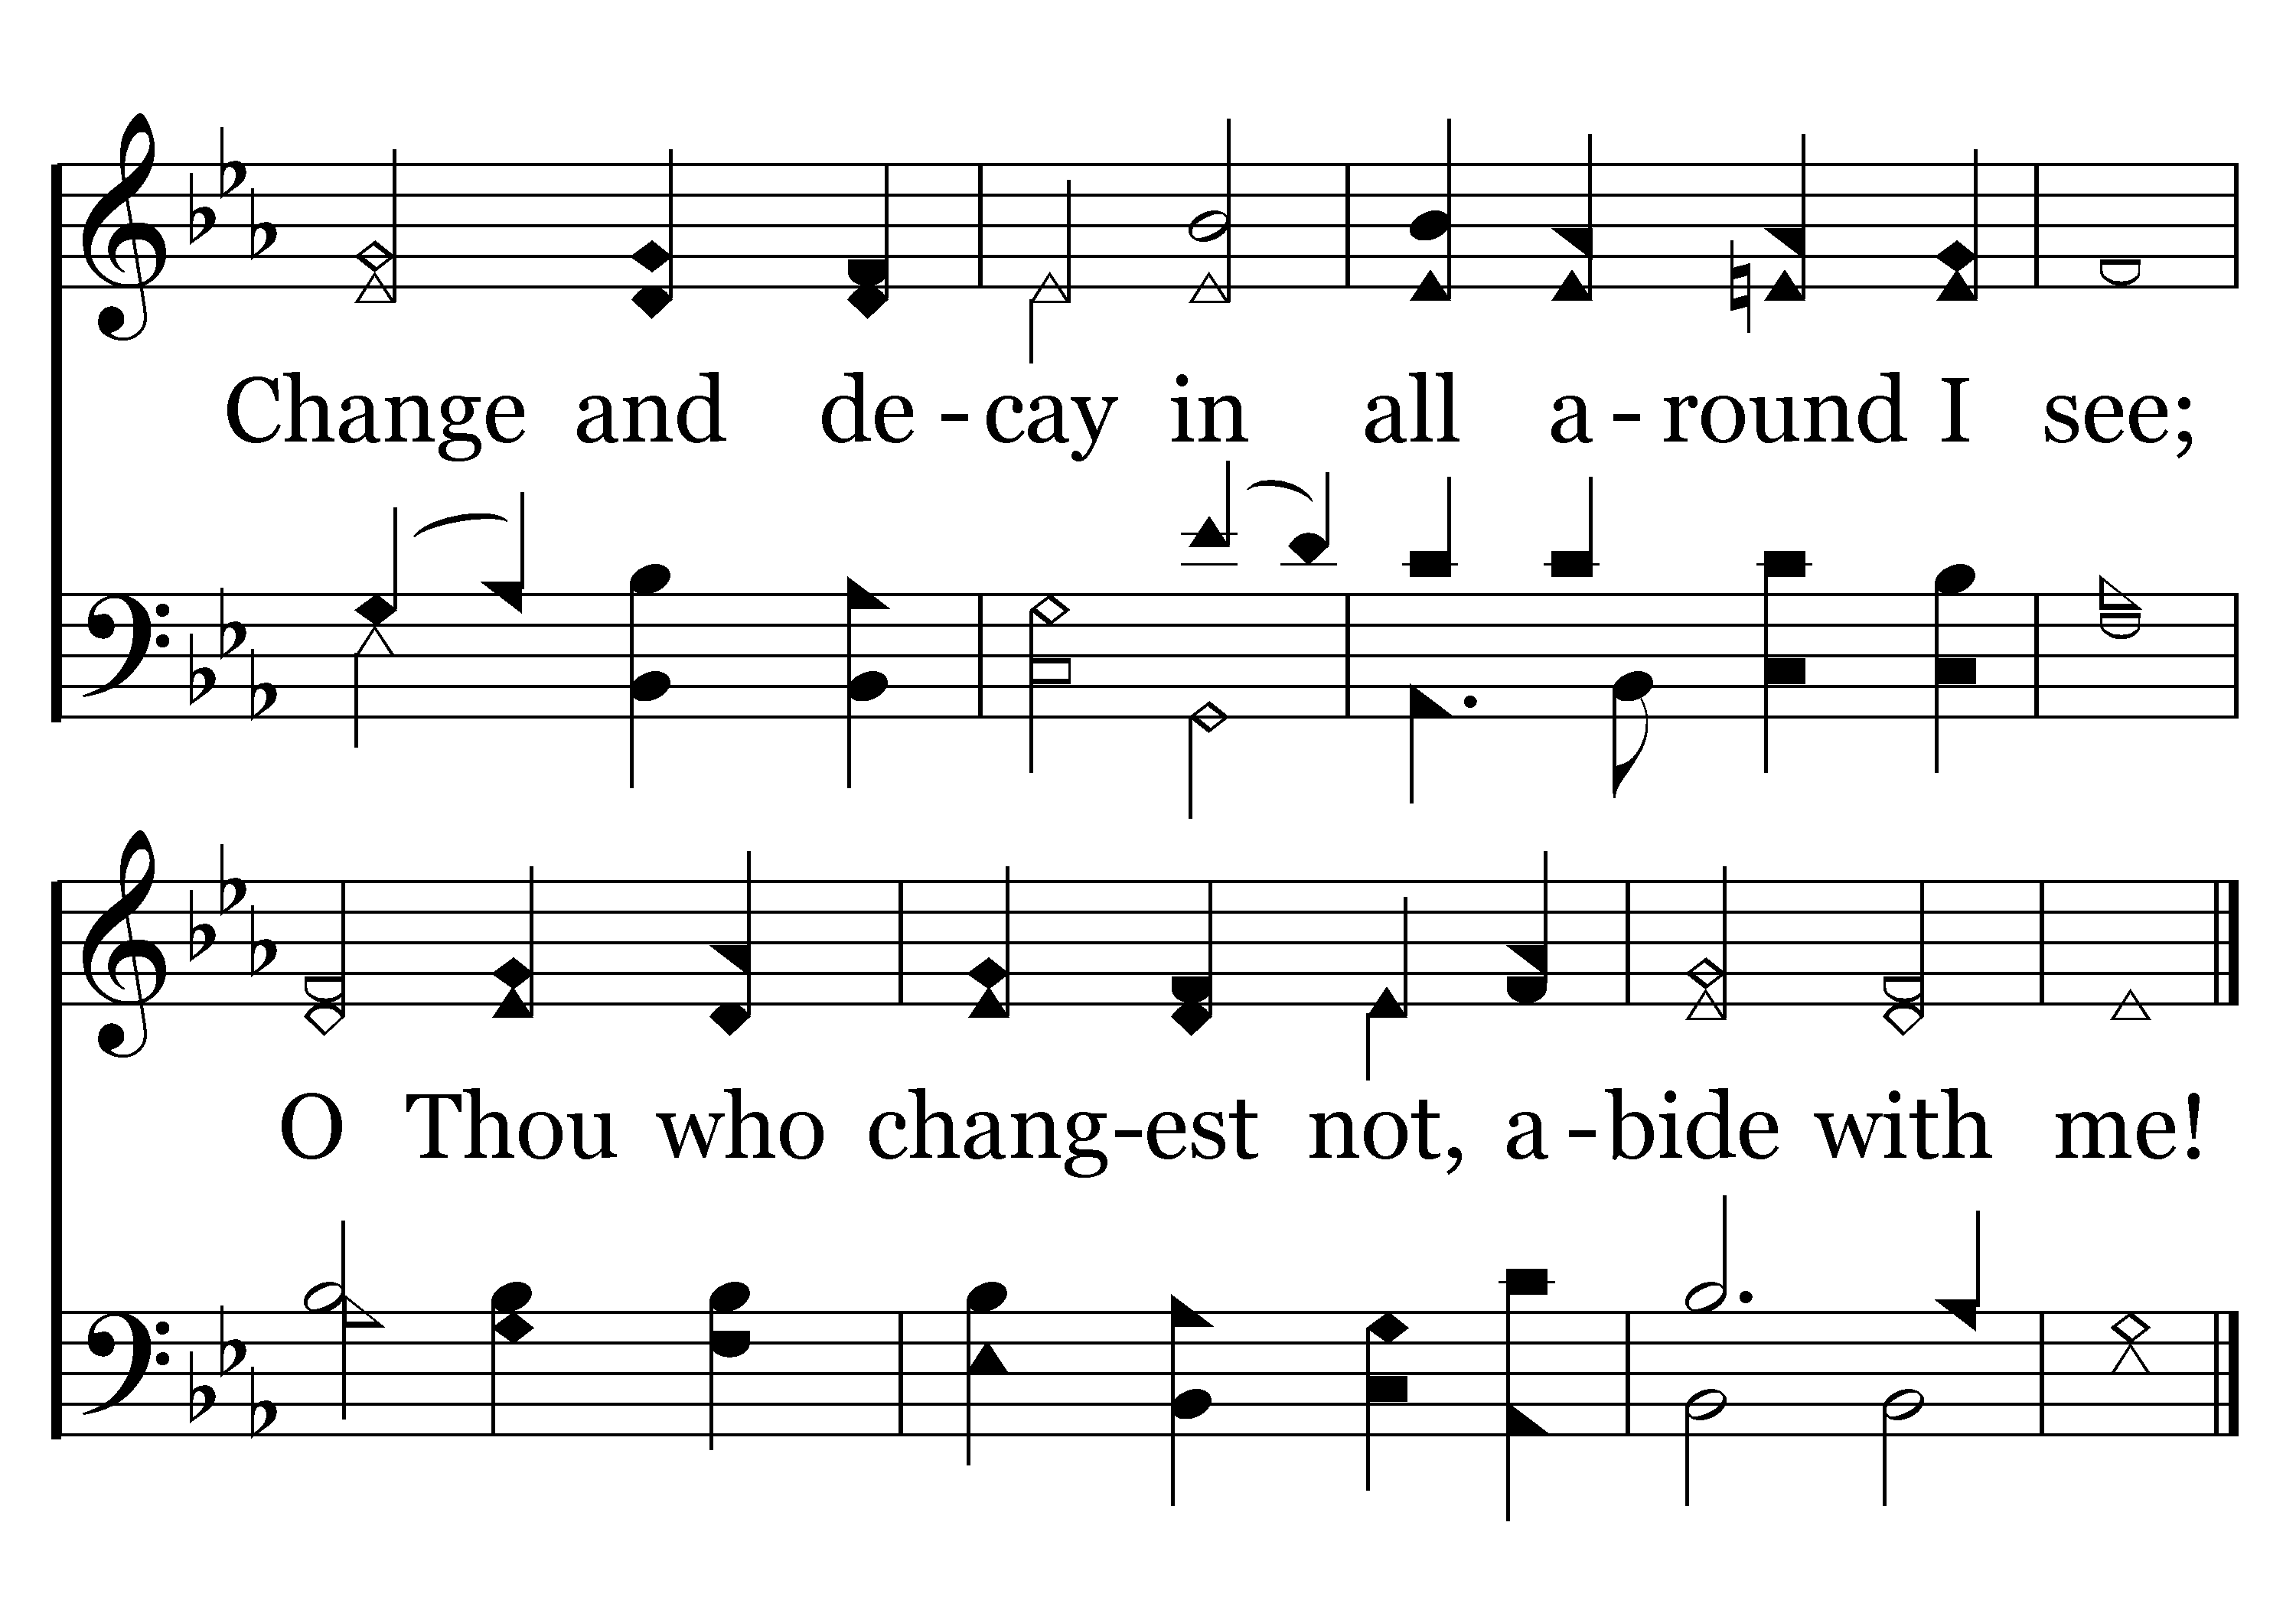 Change and de - cay in all a - round I see;
O Thou who chang-est not, a - bide with me!